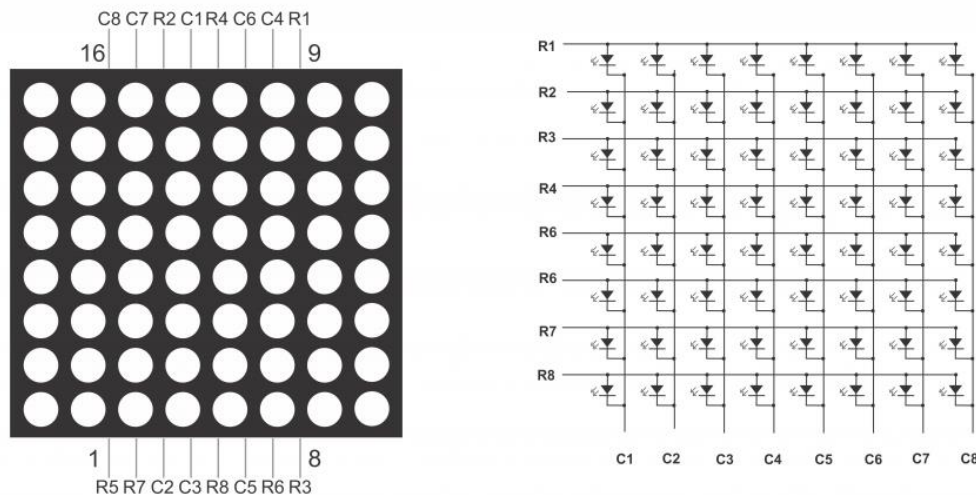 C8 C7 R2 C1 R4 C6 C4 R1
16 9
1 8
R5 R7 C2 C3 R8 C5 R6 R3
R1
R2
R3
R4
R6
R6
R7
R8
C1 C2 C3 C4 C5 C6 C7 C8